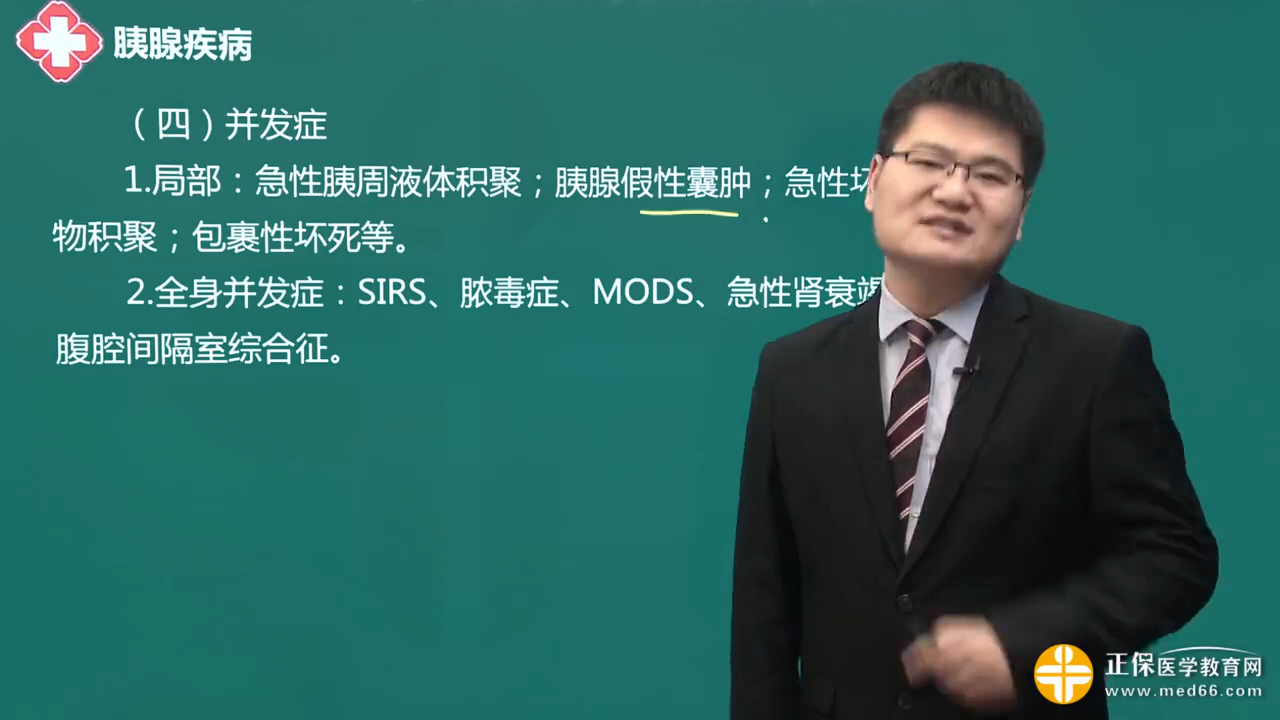 胰腺疾病
（四）并发症
1.局部：急性胰周液体积聚；胰腺假性囊肿；急性坏
物积聚；包裹性坏死等。
2.全身并发症：SIRS、脓毒症、MODS、急性肾衰竭
腹腔间隔室综合征。
正保医学教育网
www.med66.com